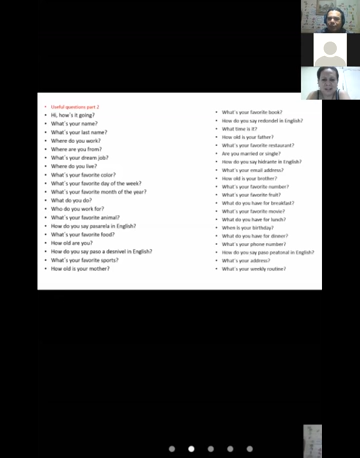 Useful questions part 2
Hi, how's it going?
What's your name?
What's your last name?
Where do you work?
Where are you from?
What's your dream job?
Where do you live?
What's your favorite color?
What's your favorite day of the week?
What's your favorite month of the year?
What do you do?
Who do you work for?
What's your favorite animal?
How do you say pasarela in English?
What's your favorite food?
How old are you?
How do you say paso a desnivel in English?
What's your favorite sports?
How old is your mother?
What's your favorite book?
How do you say redondel in English?
What time is it?
How old is your father?
What's your favorite restaurant?
Are you married or single?
How do you say hidrante in English?
What's your email address?
How old is your brother?
What's your favorite number?
What's your favorite fruit?
What do you have for breakfast?
What's your favorite movie?
What do you have for lunch?
When is your birthday?
What do you have for dinner?
What's your phone number?
How do you say paso peatonal in English?
What's your address?
What's your weekly routine?